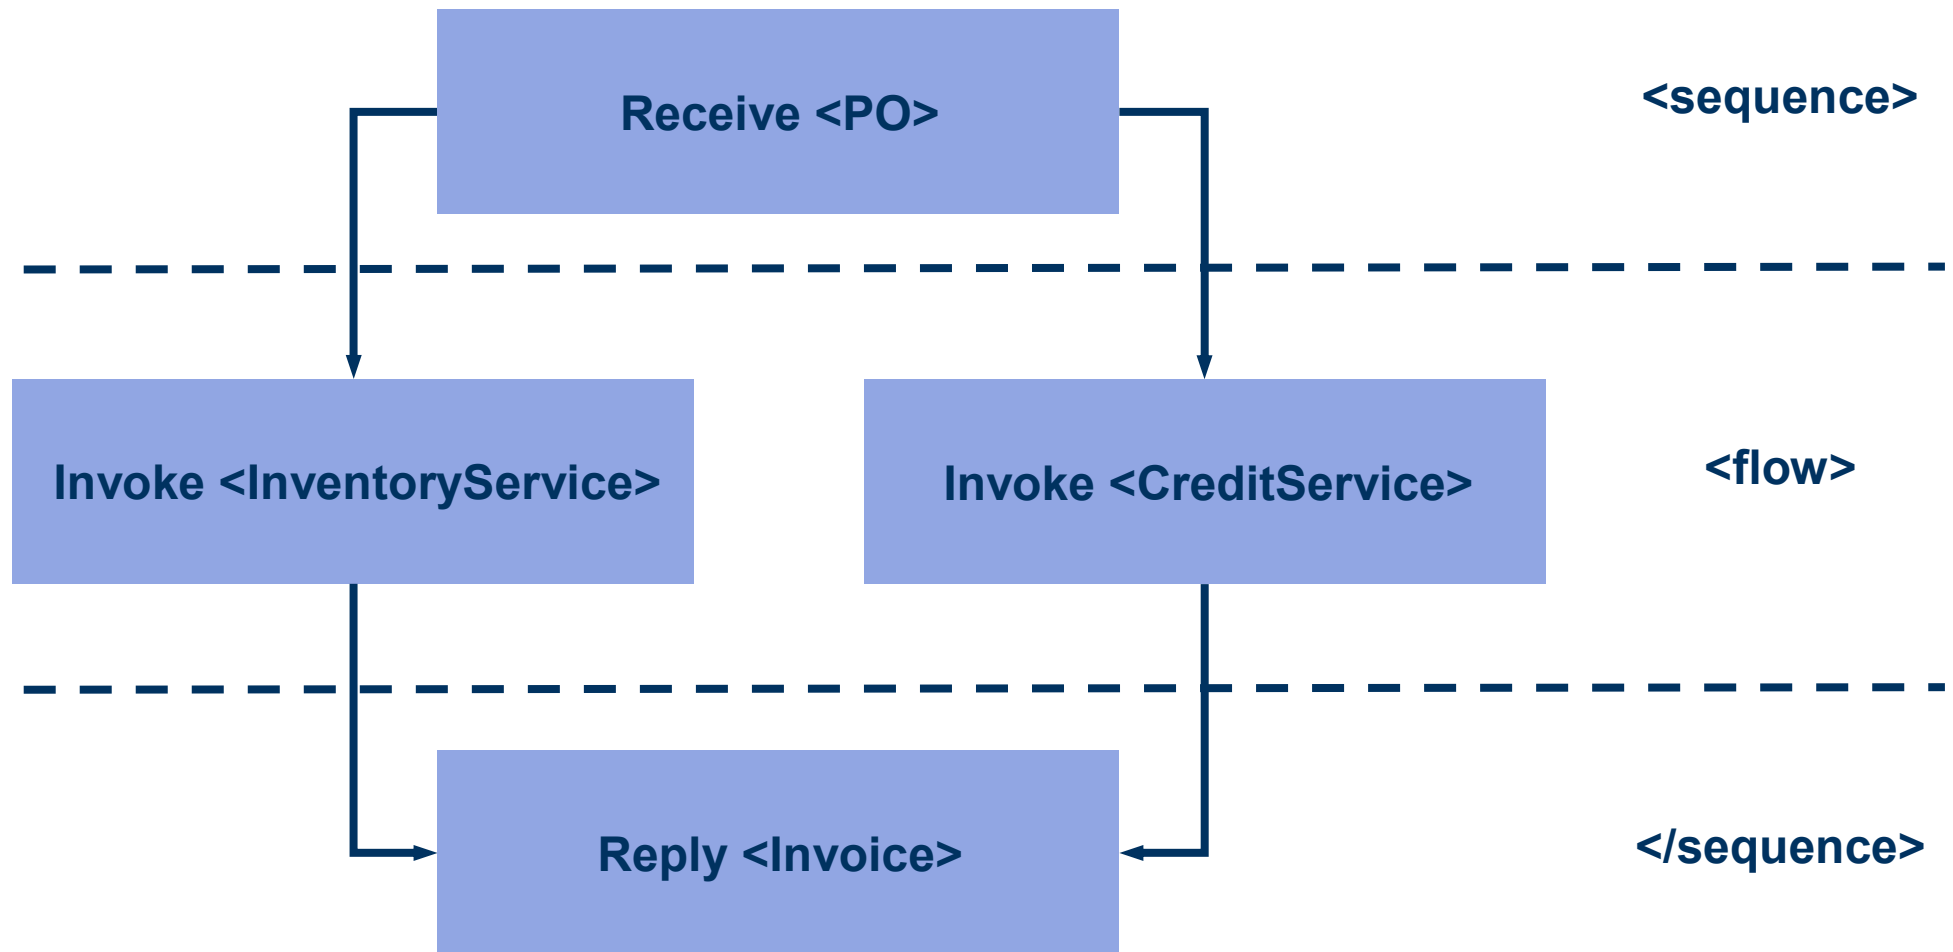 Receive <PO>
<sequence>
Invoke <InventoryService>
Invoke <CreditService>
<flow>
Reply <Invoice>
</sequence>